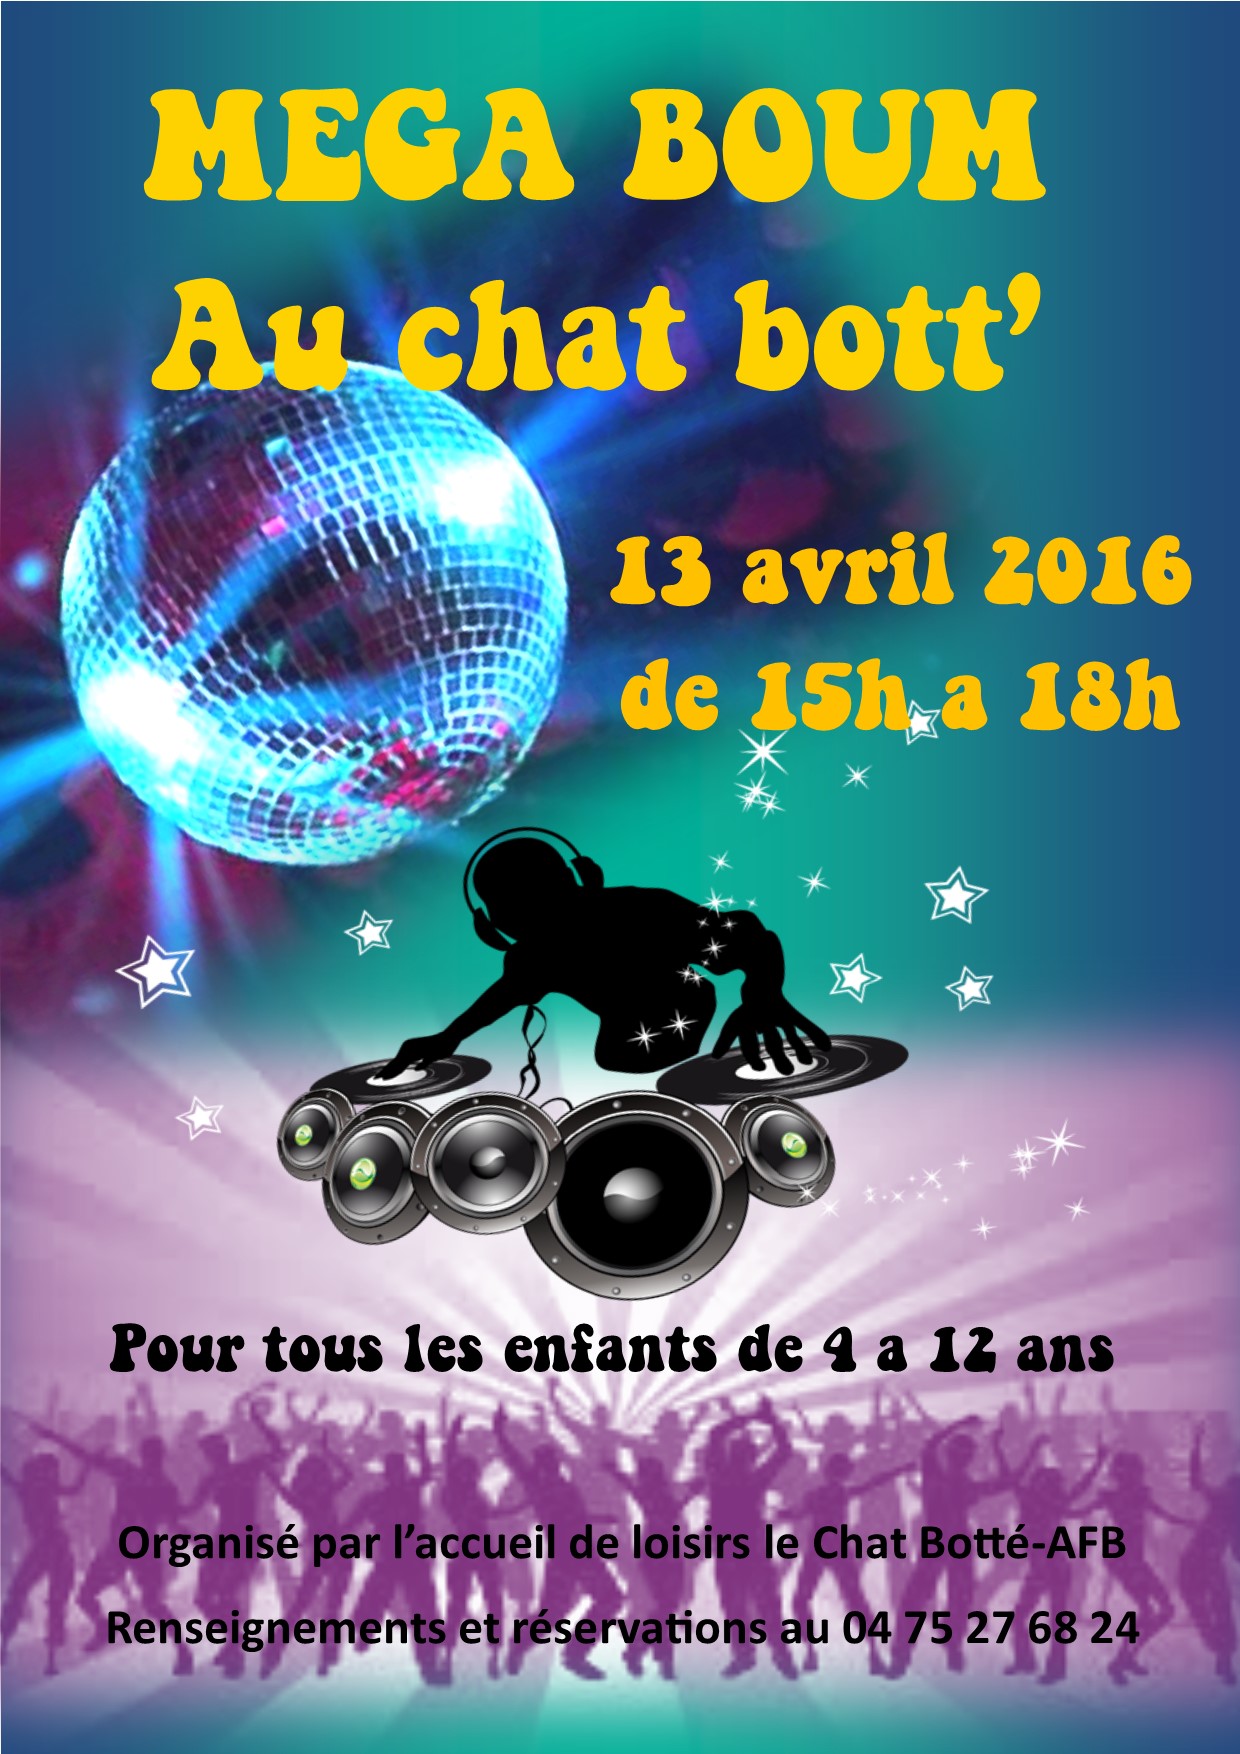 MEGA BOUM
Au chat bott’
13 avril 2016
de 15h a 18h
Pour tous les enfants de 4 a 12 ans
Organisé par l’accueil de loisirs le Chat Botté-AFB
Renseignements et réservations au 04 75 27 68 24